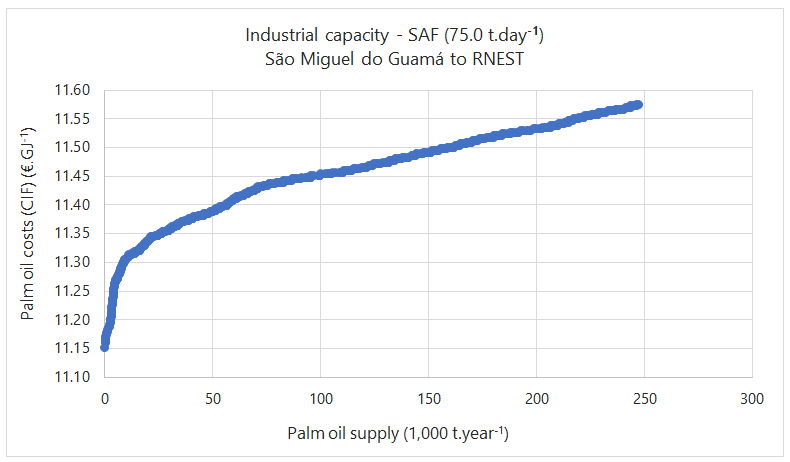 Industrial capacity - SAF (75.0 t.day⁻¹)
São Miguel do Guamá to RNEST
Palm oil costs (CIF) (€.GJ⁻¹)
11.60
11.55
11.50
11.45
11.40
11.35
11.30
11.25
11.20
11.15
11.10
0 50 100 150 200 250 300
Palm oil supply (1,000 t.year⁻¹)